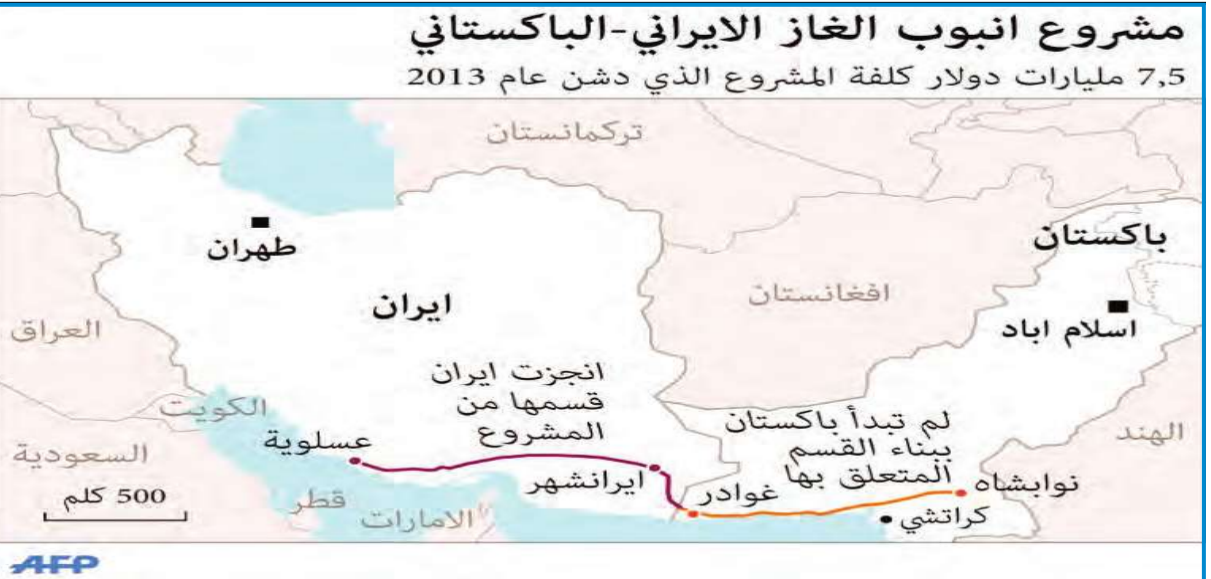 مشروع انبوب الغاز الايراني-الباكستاني
7,5 مليارات دولار كلفة المشروع الذي دشن عام 2013
تركمانستان
باكستان
طهران
افغانستان
ايران
اسلام اباد
العراق
انجزت ايران
قسمها من
المشروع
لم تبدأ باكستان
ببناء القسم
المتعلق بها
الكويت
الهند
عسلوية
السعودية
ايرانشهر
غوادر
نوابشاه
كراتشي
قطر
الامارات
500 كلم
AFP